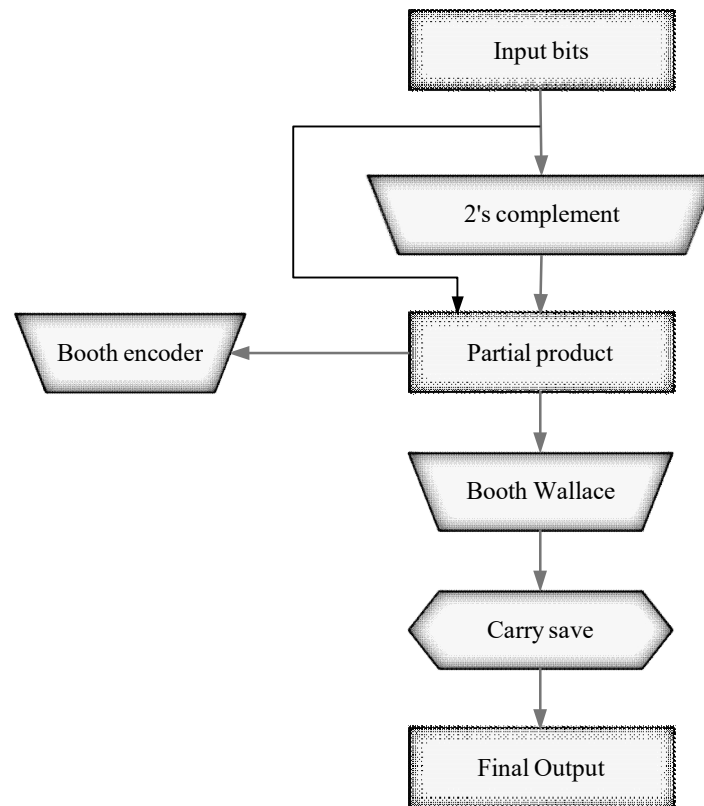 Input bits
2's complement
Booth encoder
Partial product
Booth Wallace
Carry save
Final Output